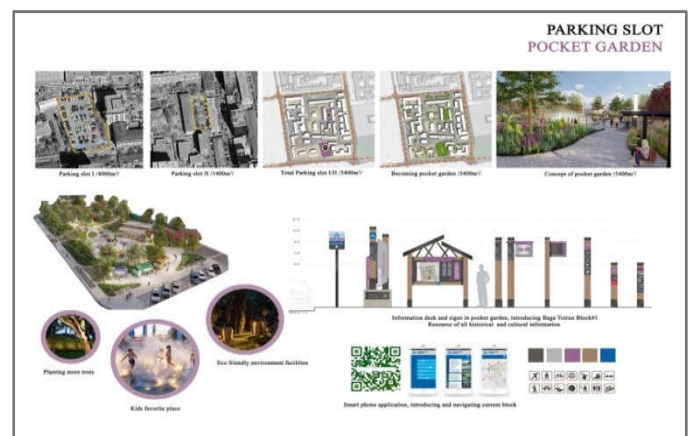 PARKING SLOT
POCKET GARDEN
Parking slot I /4000m²/
Parking slot II /1400m²/
Total Parking slot I/II /5400m²/
Becoming pocket garden /5400m²/
Concept of pocket garden /5400m²/
Information desk and signs in pocket garden, introducing Baga Toiruu Block#1
Resource of all historical and cultural information
Planting more trees
Kids favorite place
Eco friendly environment facilities
Smart phone application, introducing and navigating current block